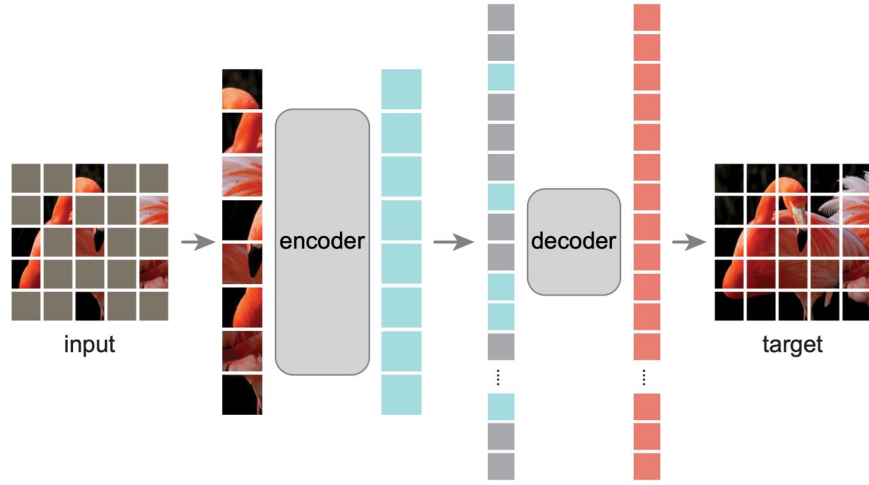 input
encoder
decoder
target